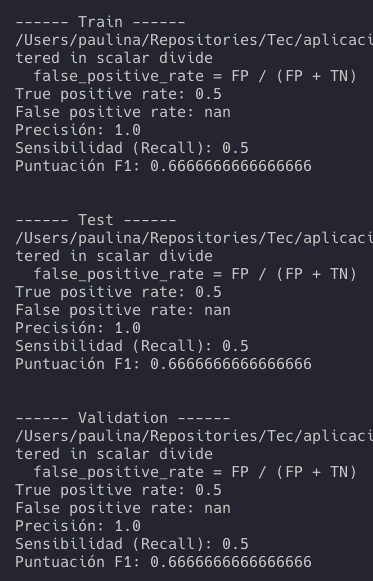 ------ Train ------
/Users/paulina/Repositories/Tec/aplicaci
tered in scalar divide
  false_positive_rate = FP / (FP + TN)
True positive rate: 0.5
False positive rate: nan
Precisión: 1.0
Sensibilidad (Recall): 0.5
Puntuación F1: 0.6666666666666666
------ Test ------
/Users/paulina/Repositories/Tec/aplicaci
tered in scalar divide
  false_positive_rate = FP / (FP + TN)
True positive rate: 0.5
False positive rate: nan
Precisión: 1.0
Sensibilidad (Recall): 0.5
Puntuación F1: 0.6666666666666666
------ Validation ------
/Users/paulina/Repositories/Tec/aplicaci
tered in scalar divide
  false_positive_rate = FP / (FP + TN)
True positive rate: 0.5
False positive rate: nan
Precisión: 1.0
Sensibilidad (Recall): 0.5
Puntuación F1: 0.6666666666666666